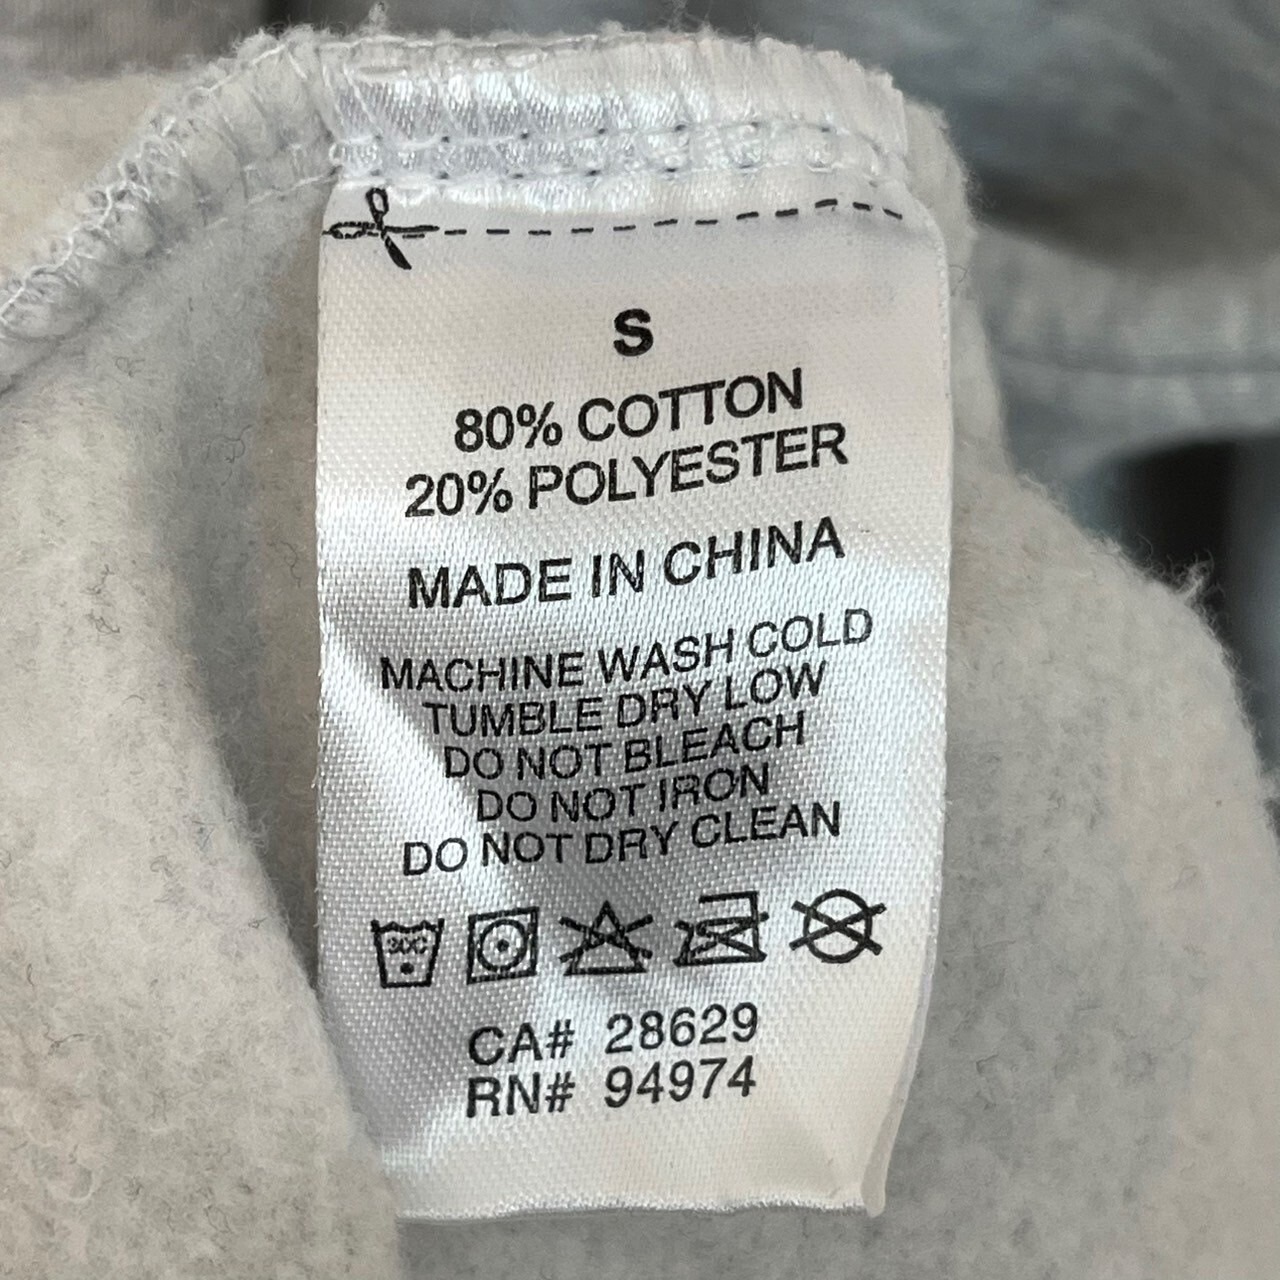 S
80% COTTON
20% POLYESTER
MADE IN CHINA
MACHINE WASH COLD
TUMBLE DRY LOW
DO NOT BLEACH
DO NOT IRON
DO NOT DRY CLEAN
CA# 28629
RN# 94974